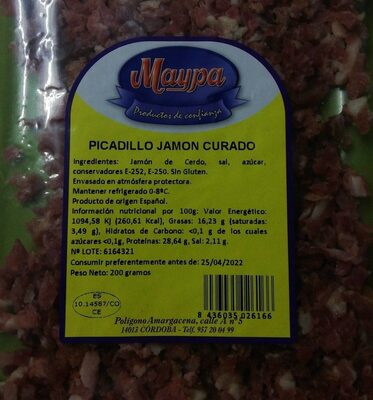 Maypa
Productos de confianza
PICADILLO JAMON CURADO
Ingredientes: Jamón de Cerdo, sal, azúcar,
conservadores E-252, E-250. Sin Gluten.
Envasado en atmósfera protectora.
Mantener refrigerado 0-8ºC.
Producto de origen Español.
Información nutricional por 100g: Valor Energético:
1094,58 KJ (260,61 Kcal), Grasas: 16,23 g (saturadas:
3,49 g), Hidratos de Carbono: <0,1 g de los cuales
azúcares <0,1g, Proteínas: 28,64 g, Sal: 2,11 g.
Nº LOTE: 6164321
Consumir preferentemente antes de: 25/04/2022
Peso Neto: 200 gramos
ES
10.14587/CO
CE
8 436035 026166
Polígono Amargacena, calle A nº 5
14013 CÓRDOBA - Telf. 957 20 04 99